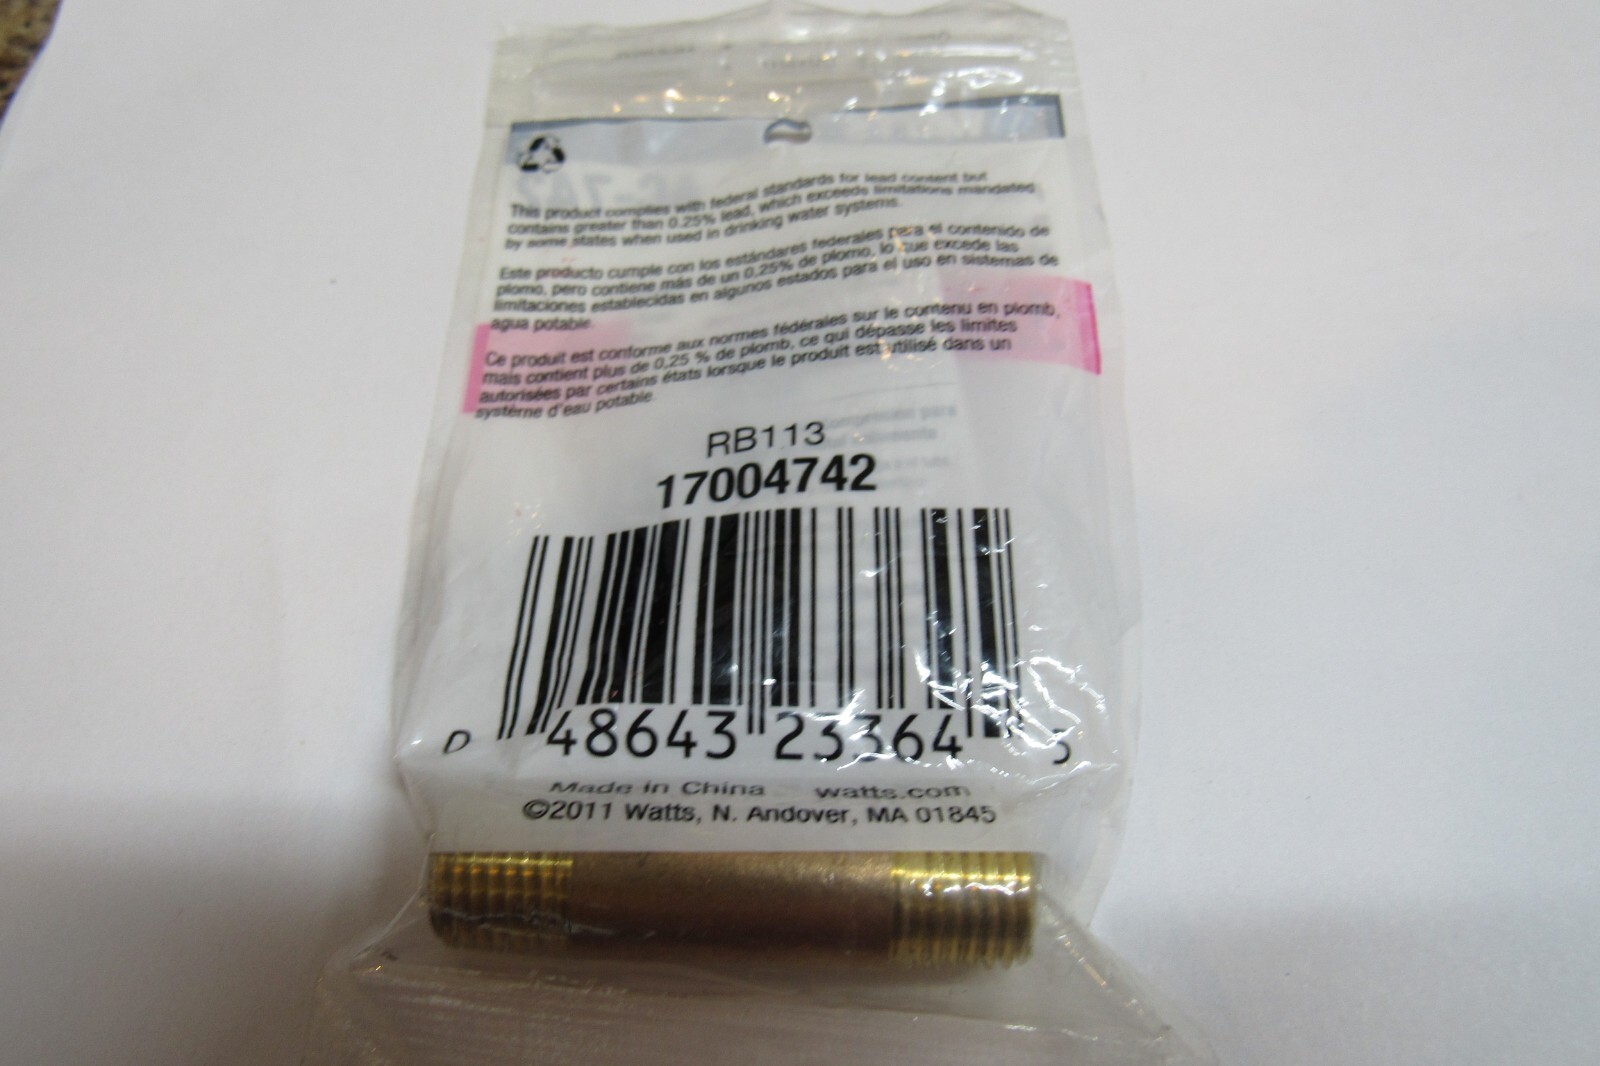 This product complies with federal standards for lead content but
contains greater than 0.25% lead, which exceeds limitations mandated
by some states when used in drinking water systems.
Este producto cumple con los estándares federales para el contenido de
plomo, pero contiene más de un 0,25% de plomo, lo que excede las
limitaciones establecidas en algunos estados para el uso en sistemas de
agua potable.
Ce produit est conforme aux normes fédérales sur le contenu en plomb,
mais contient plus de 0,25 % de plomb, ce qui dépasse les limites
autorisées par certains états lorsque le produit est utilisé dans un
système d'eau potable.
RB113
17004742
0 48643 23364 5
Made in China watts.com
©2011 Watts, N. Andover, MA 01845